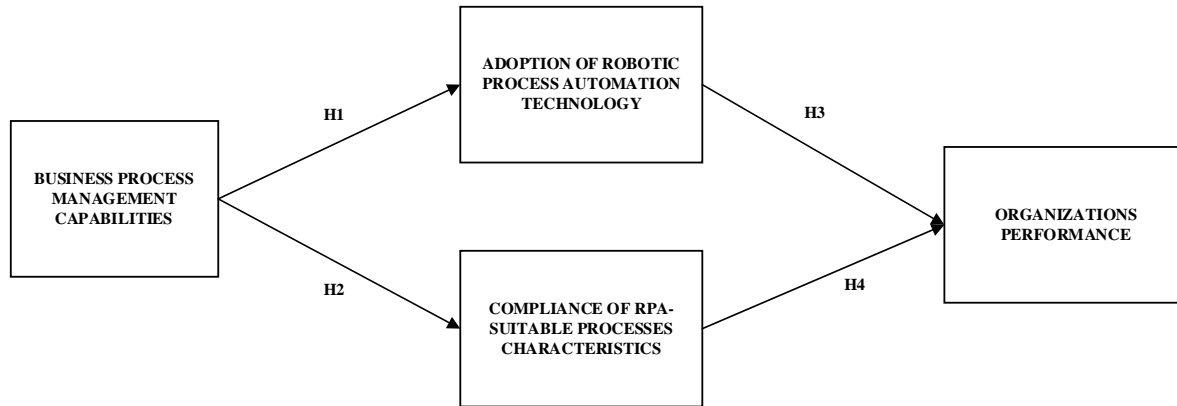 ADOPTION OF ROBOTIC
PROCESS AUTOMATION
TECHNOLOGY
H1
H3
BUSINESS PROCESS
MANAGEMENT
CAPABILITIES
ORGANIZATIONS
PERFORMANCE
H2
H4
COMPLIANCE OF RPA-
SUITABLE PROCESSES
CHARACTERISTICS